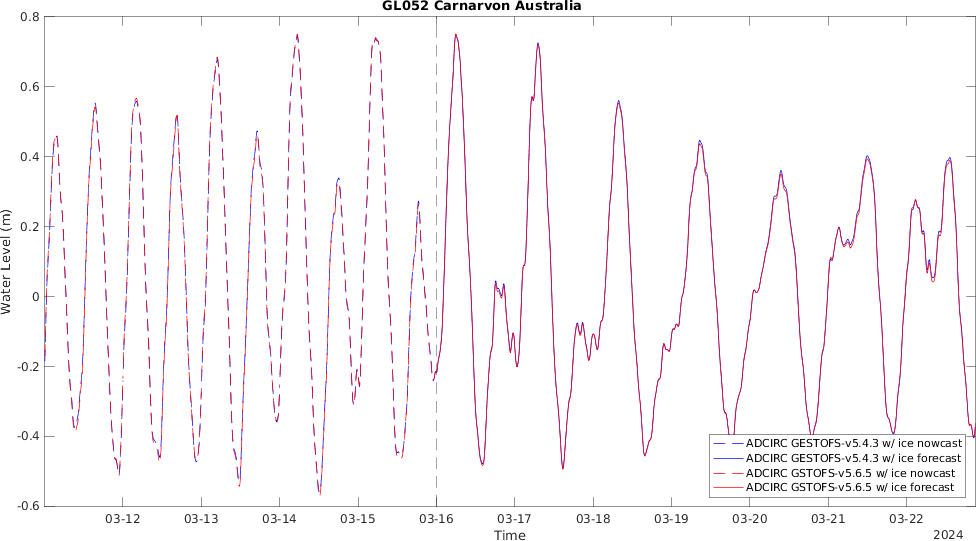 GL052 Carnarvon Australia
0.8
0.6
0.4
0.2
0
-0.2
-0.4
-0.6
Water Level (m)
ADCIRC GESTOFS-v5.4.3 w/ ice nowcast
ADCIRC GESTOFS-v5.4.3 w/ ice forecast
ADCIRC GSTOFS-v5.6.5 w/ ice nowcast
ADCIRC GSTOFS-v5.6.5 w/ ice forecast
03-12 03-13 03-14 03-15 03-16 03-17 03-18 03-19 03-20 03-21 03-22
Time
2024